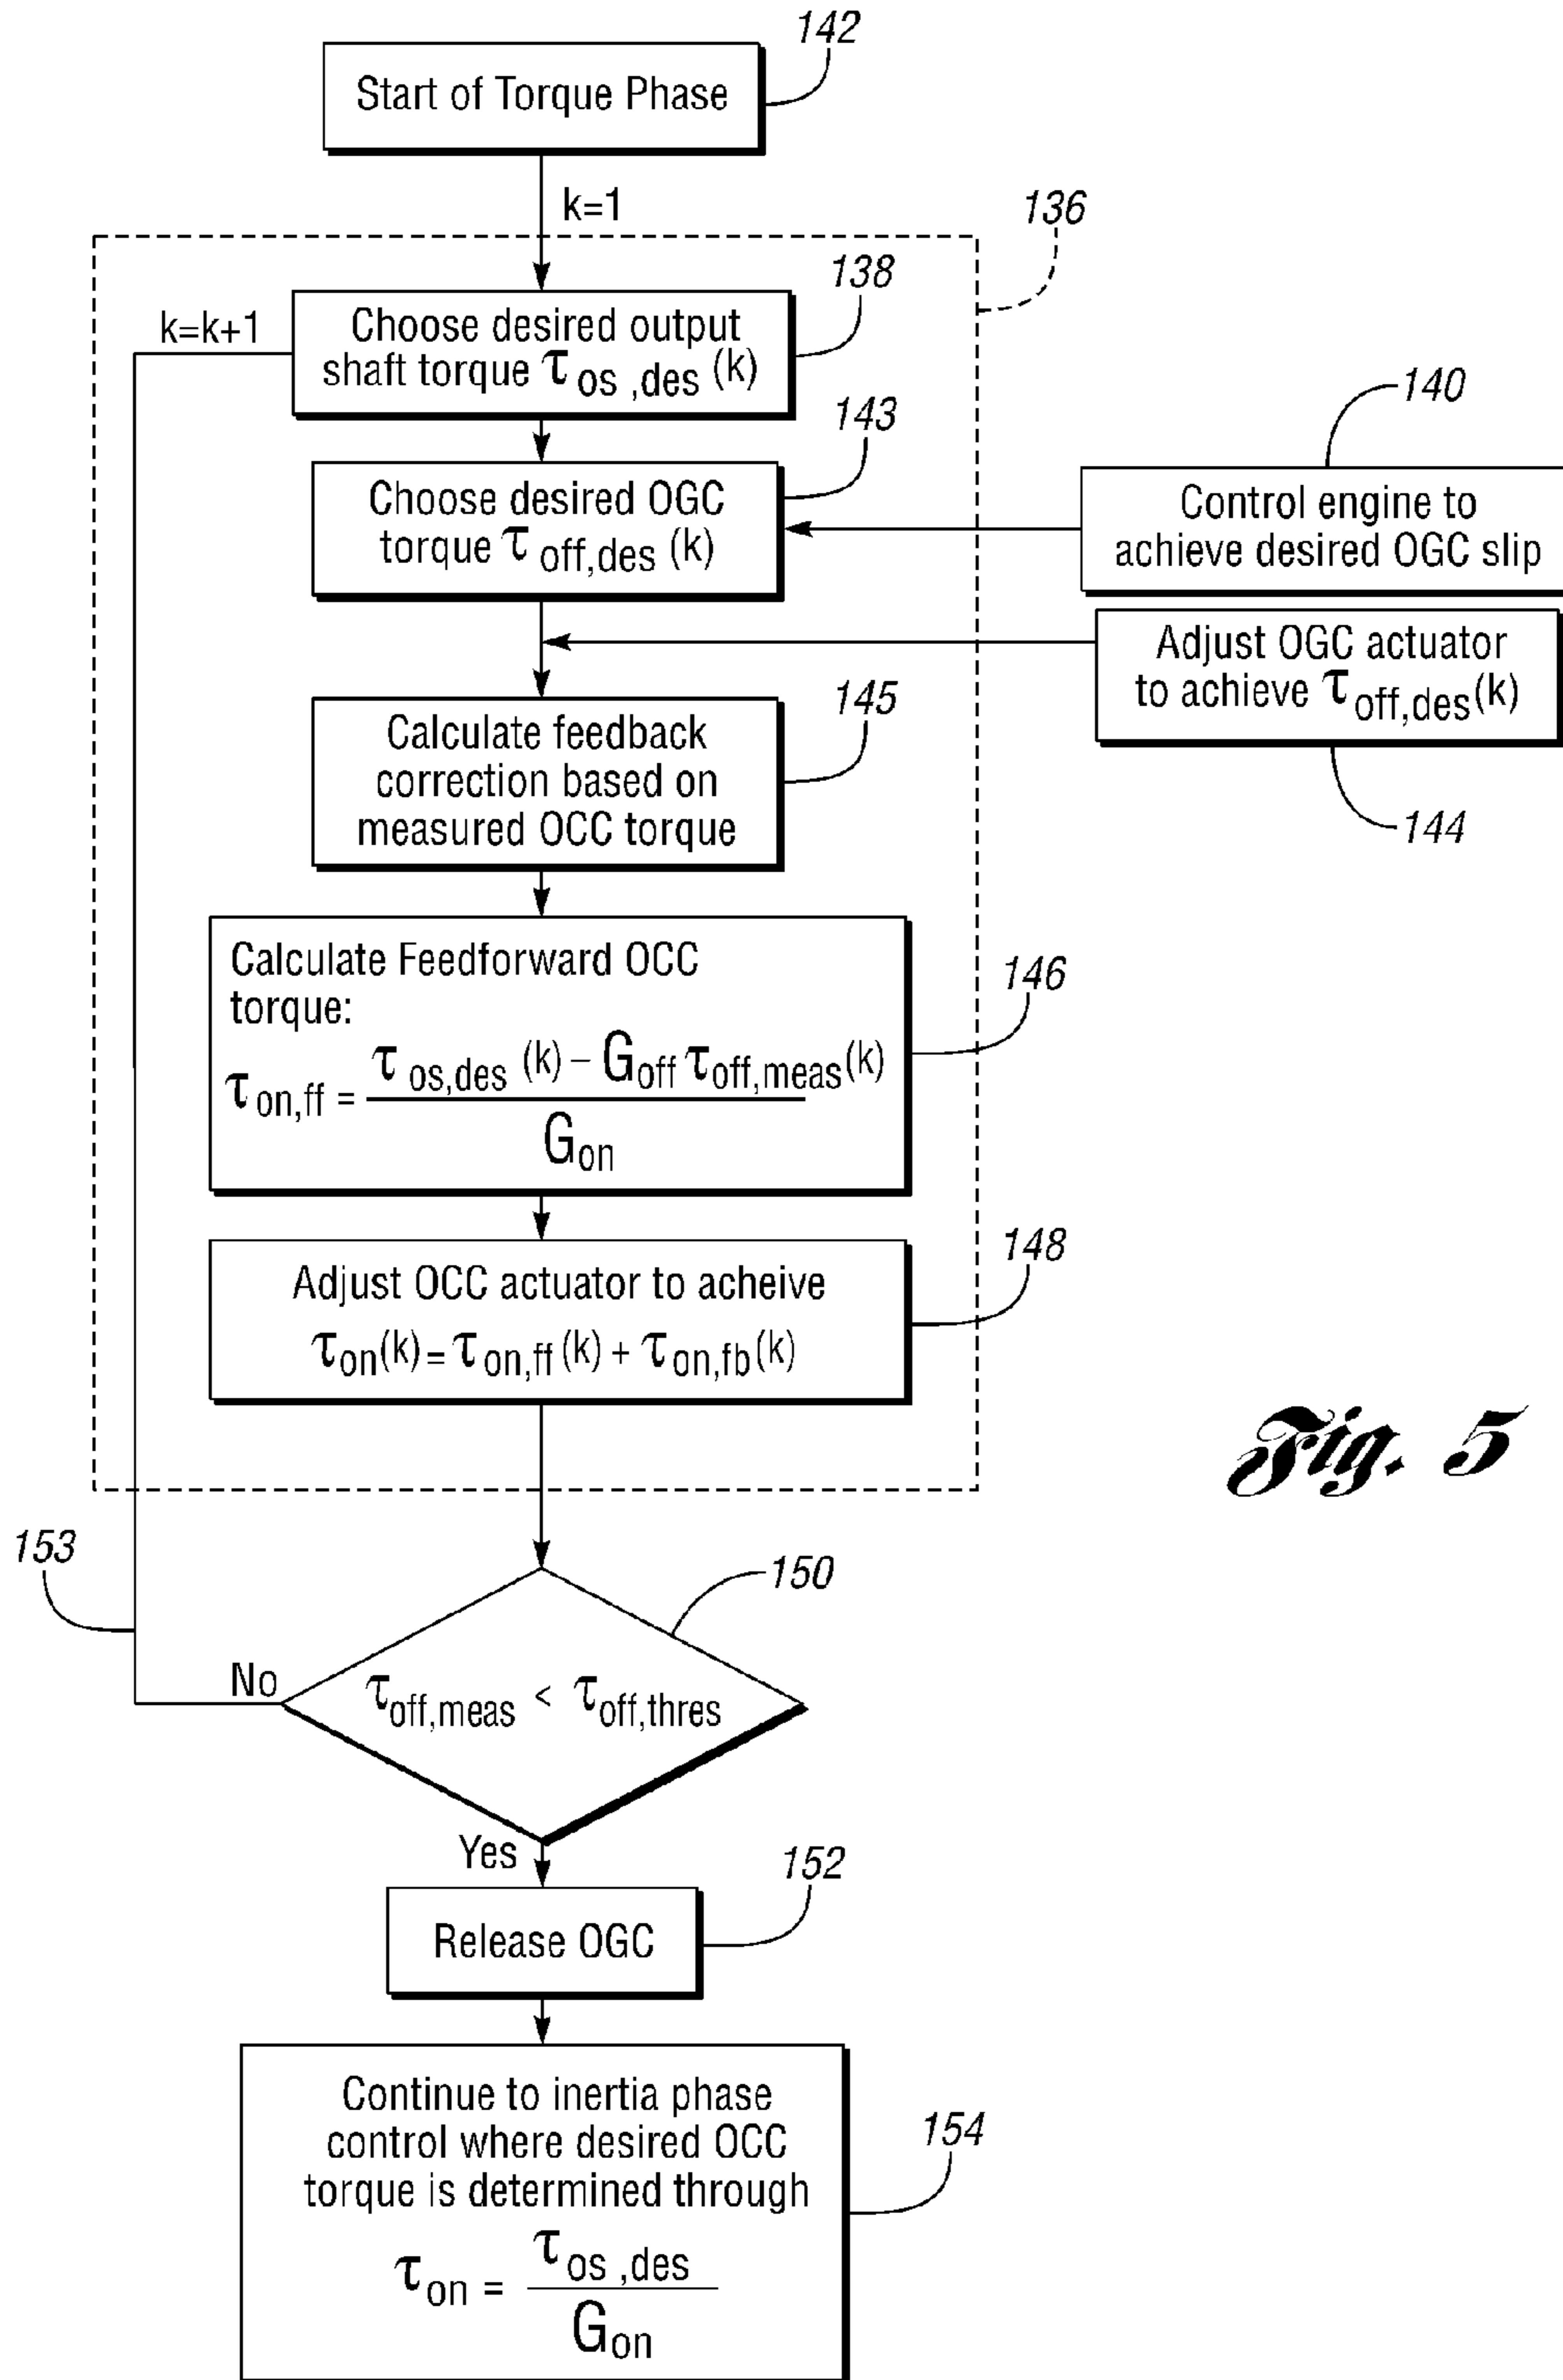 142
Start of Torque Phase
k=1
136
138
k=k+1
Choose desired output
shaft torque τ os ,des (k)
140
143
Choose desired OGC
torque τ off,des (k)
Control engine to
achieve desired OGC slip
Adjust OGC actuator
to achieve τ off,des(k)
144
145
Calculate feedback
correction based on
measured OCC torque
146
Calculate Feedforward OCC
torque:
τ on,ff = τ os,des (k) – G off τ off,meas(k)
G on
148
Adjust OCC actuator to acheive
τ on(k) = τ on,ff (k) + τ on,fb(k)
Fig. 5
153
150
No
τ off,meas < τ off,thres
Yes
152
Release OGC
154
Continue to inertia phase
control where desired OCC
torque is determined through
τ on = τ os ,des
G on